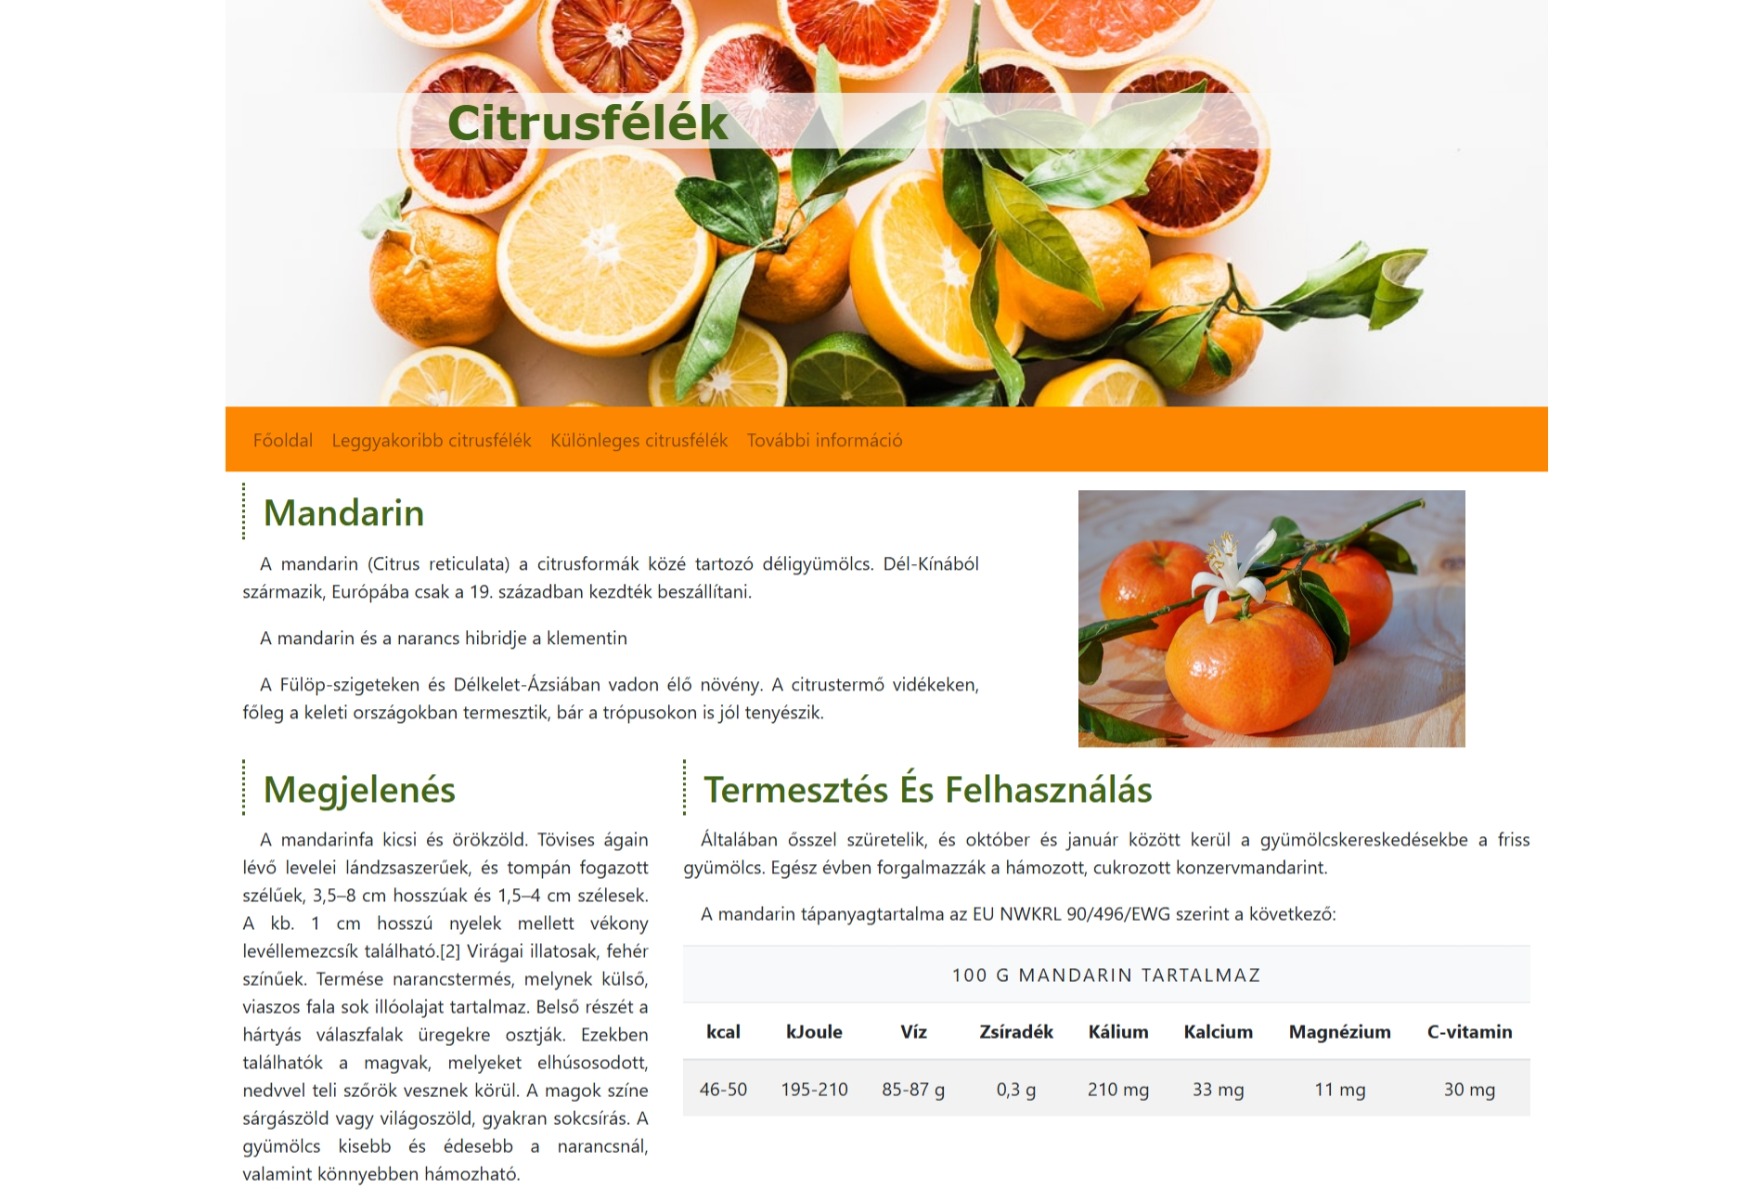 Citrusfélék
Főoldal Leggyakoribb citrusfélék Különleges citrusfélék További információ
Mandarin
A mandarin (Citrus reticulata) a citrusformák közé tartozó déligyümölcs. Dél-Kínából
származik, Európába csak a 19. században kezdték beszállítani.
A mandarin és a narancs hibridje a klementin
A Fülöp-szigeteken és Délkelet-Ázsiában vadon élő növény. A citrustermő vidékeken,
főleg a keleti országokban termesztik, bár a trópusokon is jól tenyészik.
Megjelenés
A mandarinfa kicsi és örökzöld. Tövises ágain
lévő levelei lándzsaszerűek, és tompán fogazott
szélűek, 3,5–8 cm hosszúak és 1,5–4 cm szélesek.
A kb. 1 cm hosszú nyelek mellett vékony
levéllemezcsík található.[2] Virágai illatosak, fehér
színűek. Termése narancstermés, melynek külső,
viaszos fala sok illóolajat tartalmaz. Belső részét a
hártyás válaszfalak üregekre osztják. Ezekben
találhatók a magvak, melyeket elhúsosodott,
nedvvel teli szőrök vesznek körül. A magok színe
sárgászöld vagy világoszöld, gyakran sokcsírás. A
gyümölcs kisebb és édesebb a narancsnál,
valamint könnyebben hámozható.
Termesztés És Felhasználás
Általában ősszel szüretelik, és október és január között kerül a gyümölcskereskedésekbe a friss
gyümölcs. Egész évben forgalmazzák a hámozott, cukrozott konzervmandarint.
A mandarin tápanyagtartalma az EU NWKRL 90/496/EWG szerint a következő:
100 G MANDARIN TARTALMAZ
kcal kJoule Víz Zsíradék Kálium Kalcium Magnézium C-vitamin
46-50 195-210 85-87 g 0,3 g 210 mg 33 mg 11 mg 30 mg